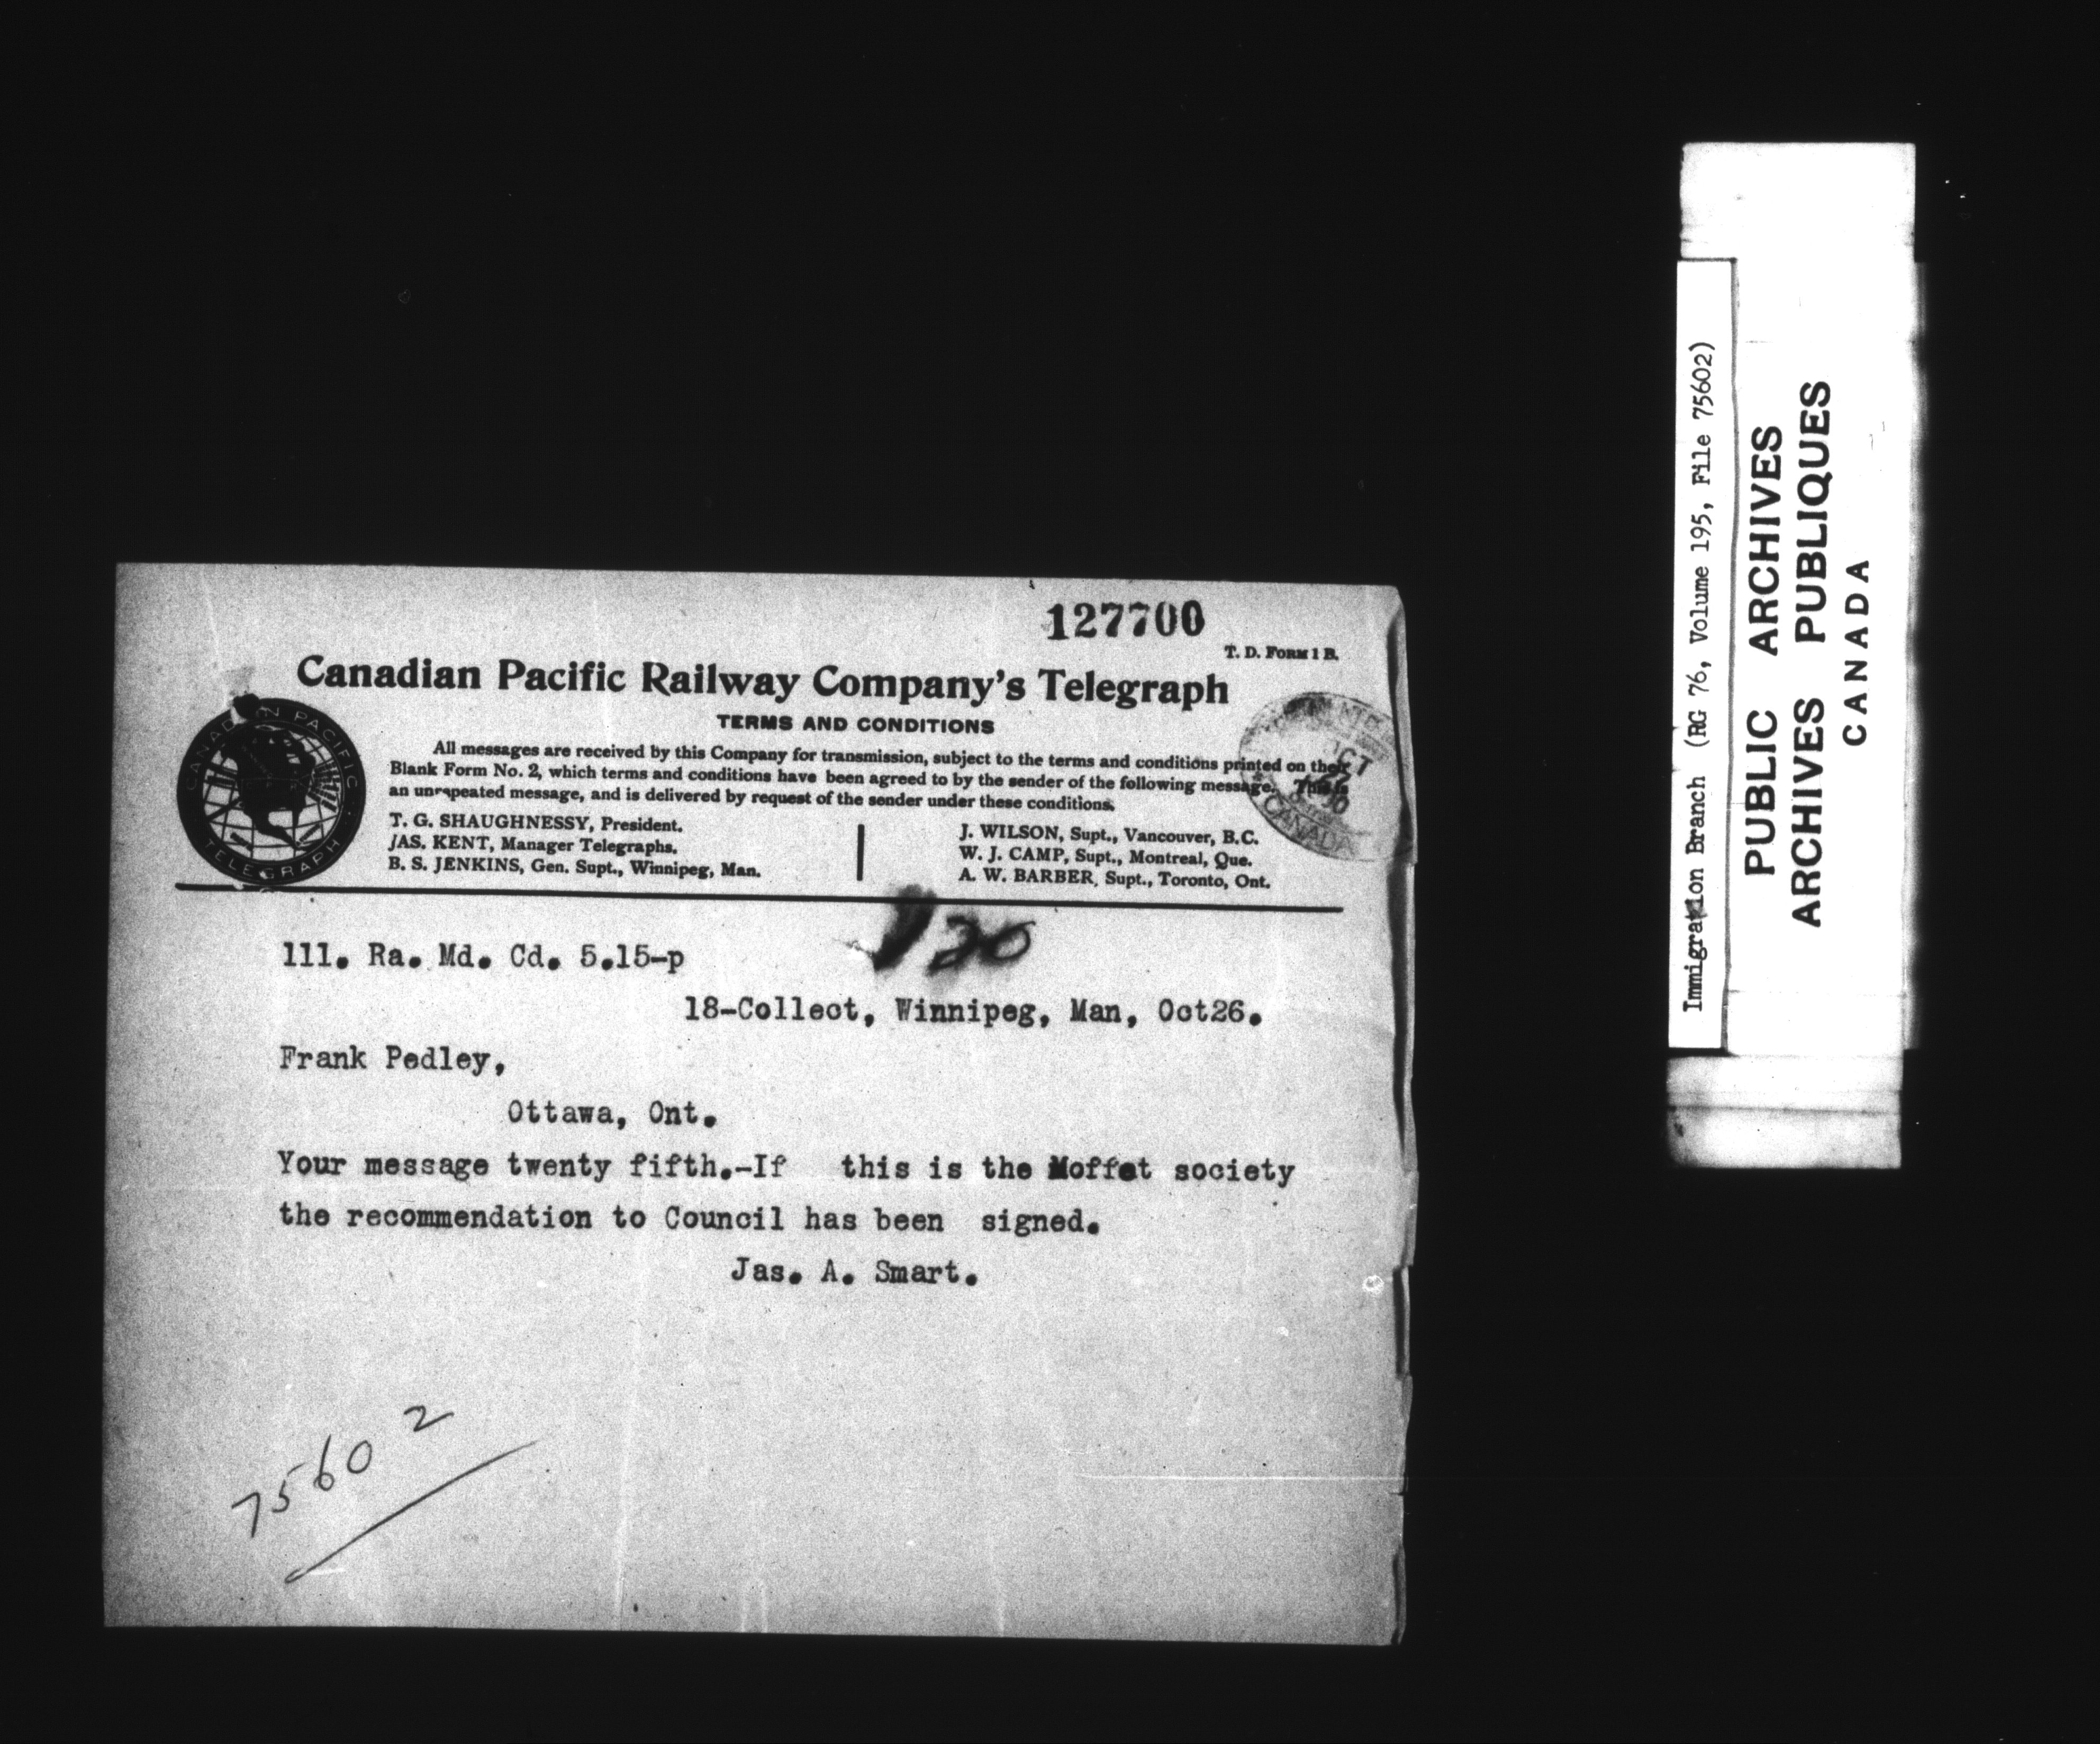 127700
T. D. FORM 1 B.
Canadian Pacific Railway Company's Telegraph
TERMS AND CONDITIONS
All messages are received by this Company for transmission, subject to the terms and conditions printed on their
Blank Form No. 2, which terms and conditions have been agreed to by the sender of the following message. This is
an unrepeated message, and is delivered by request of the sender under these conditions.
T. G. SHAUGHNESSY, President.
JAS. KENT, Manager Telegraphs.
B. S. JENKINS, Gen. Supt., Winnipeg, Man.
J. WILSON, Supt., Vancouver, B.C.
W. J. CAMP, Supt., Montreal, Que.
A. W. BARBER, Supt., Toronto, Ont.
CANADIAN PACIFIC
TELEGRAPH
OCT
CANADA
20
111. Ra. Md. Cd. 5.15-p
18-Collect, Winnipeg, Man, Oct26.
Frank Pedley,
Ottawa, Ont.
Your message twenty fifth.-If this is the Moffet society
the recommendation to Council has been signed.
Jas. A. Smart.
75602
Immigration Branch (RG 76, Volume 195, File 75602)
PUBLIC ARCHIVES
ARCHIVES PUBLIQUES
CANADA